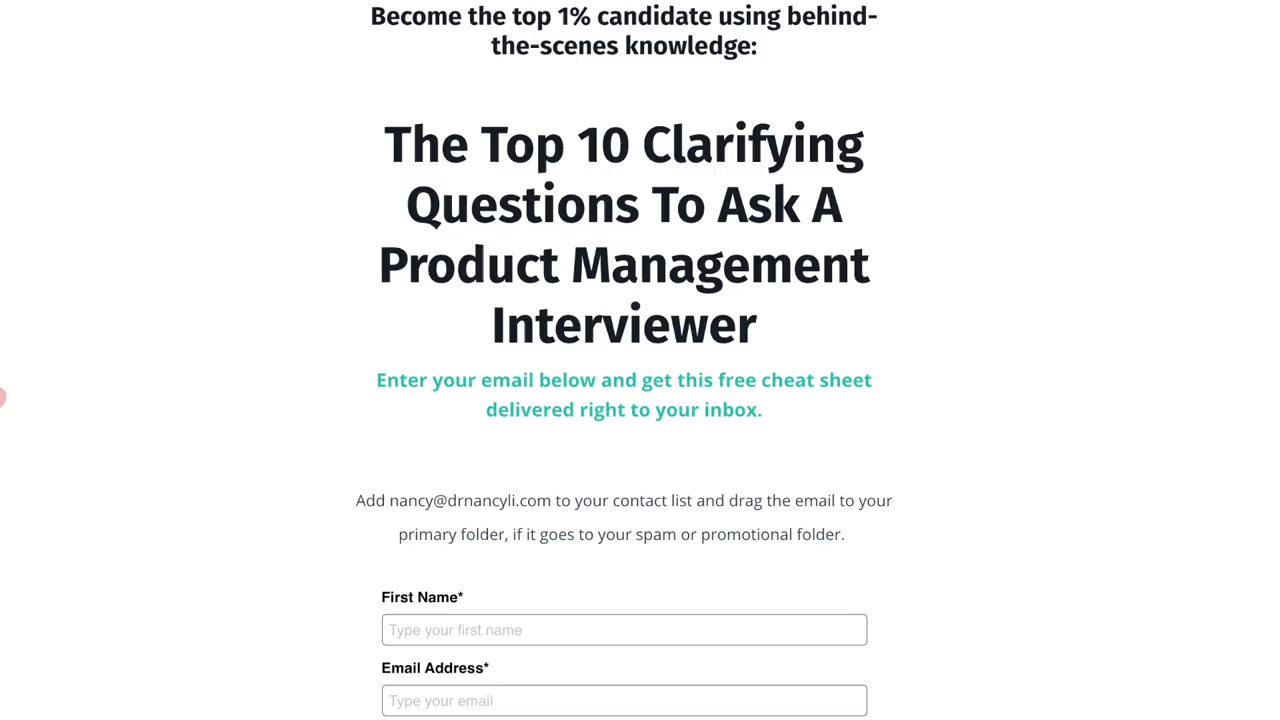 Become the top 1% candidate using behind-
the-scenes knowledge:
The Top 10 Clarifying
Questions To Ask A
Product Management
Interviewer
Enter your email below and get this free cheat sheet
delivered right to your inbox.
Add nancy@drnancyli.com to your contact list and drag the email to your
primary folder, if it goes to your spam or promotional folder.
First Name*
Type your first name
Email Address*
Type your email